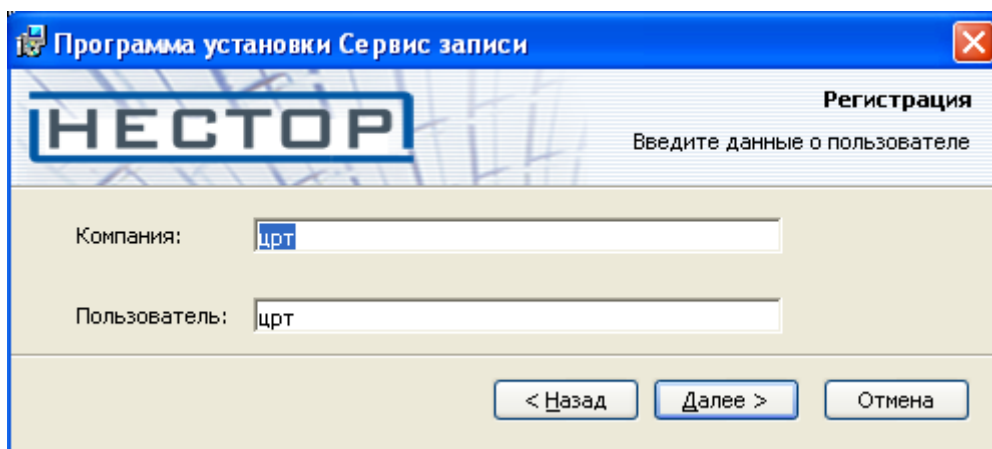 Программа установки Сервис записи
НЕСТОР
Регистрация
Введите данные о пользователе
Компания:
црт
Пользователь:
црт
< Назад
Далее >
Отмена